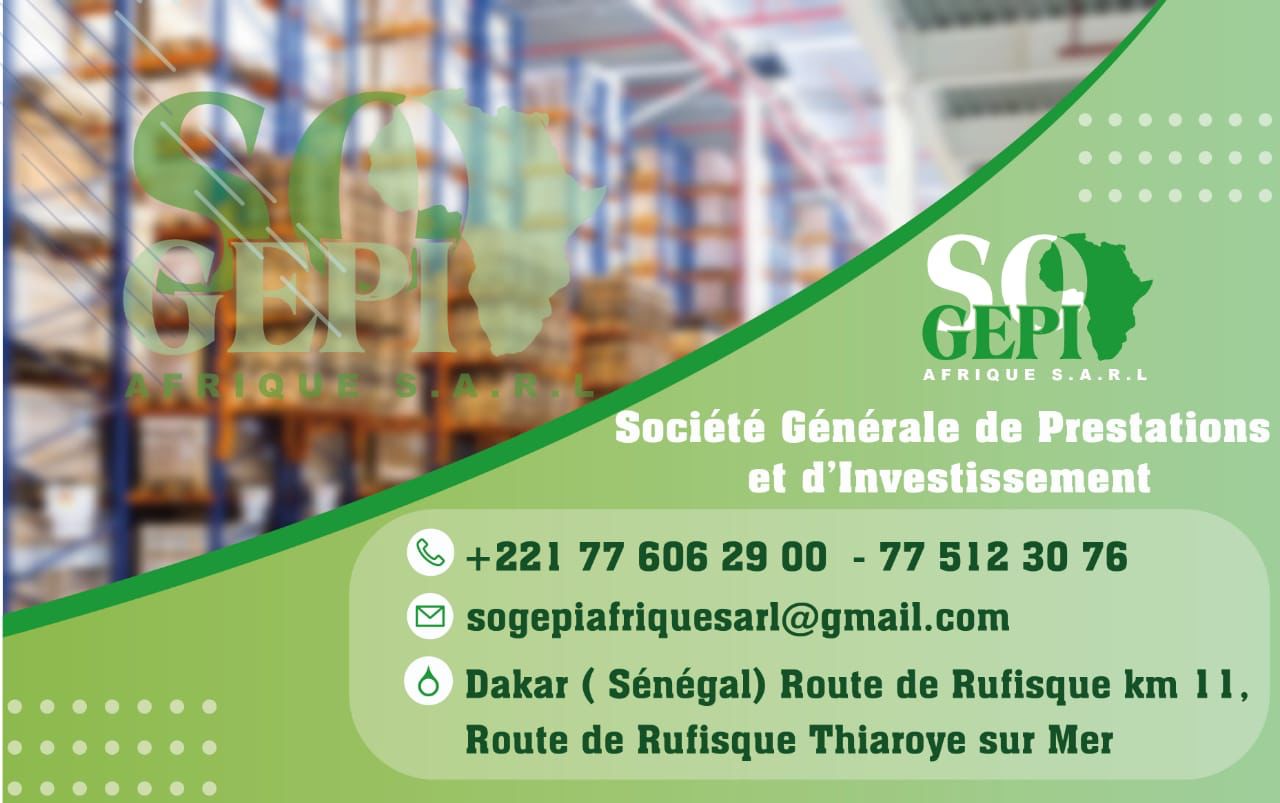 SO
GEPI
AFRIQUE S.A.R.L
SO
GEPI
AFRIQUE S.A.R.L
Société Générale de Prestations
et d'Investissement
+221 77 606 29 00 - 77 512 30 76
sogepiafriquesarl@gmail.com
Dakar ( Sénégal) Route de Rufisque km 11,
Route de Rufisque Thiaroye sur Mer